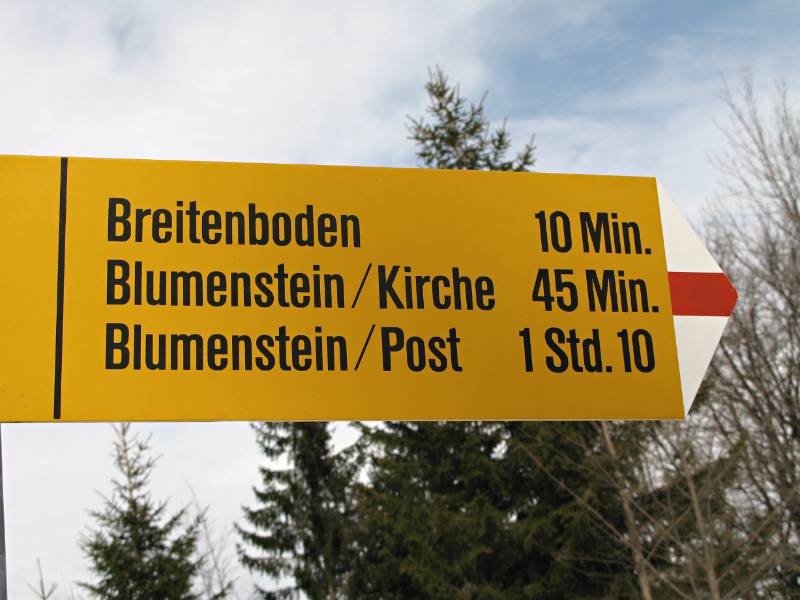 Breitenboden 10 Min.
Blumenstein/Kirche 45 Min.
Blumenstein/Post 1 Std. 10